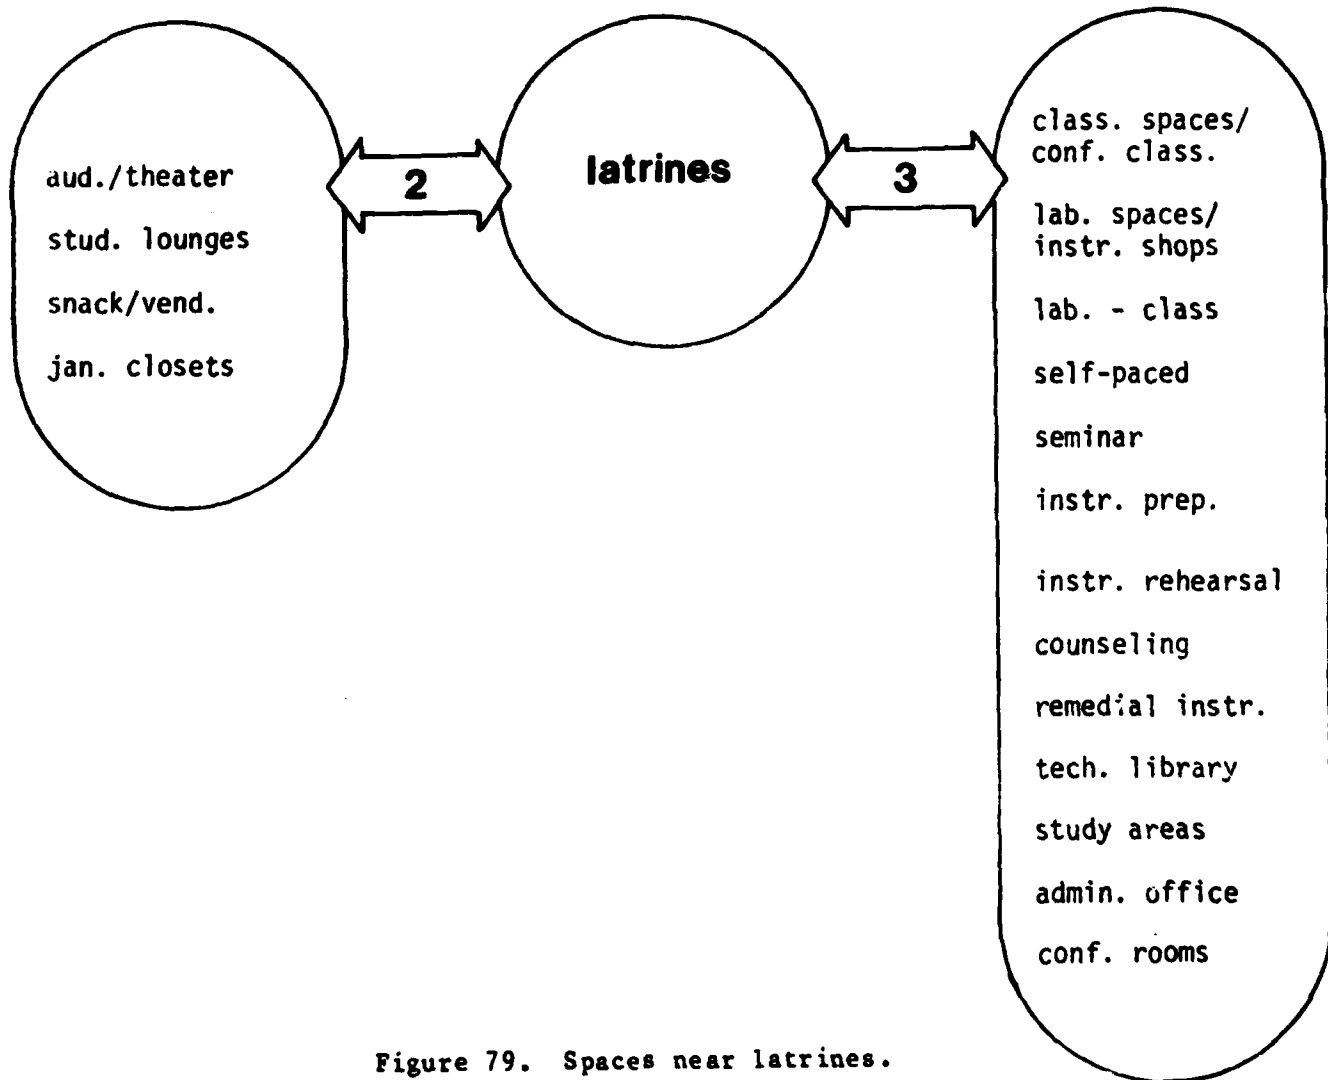 aud./theater
stud. lounges
snack/vend.
jan. closets
2
latrines
3
class. spaces/
conf. class.
lab. spaces/
instr. shops
lab. - class
self-paced
seminar
instr. prep.
instr. rehearsal
counseling
remedial instr.
tech. library
study areas
admin. office
conf. rooms
Figure 79. Spaces near latrines.